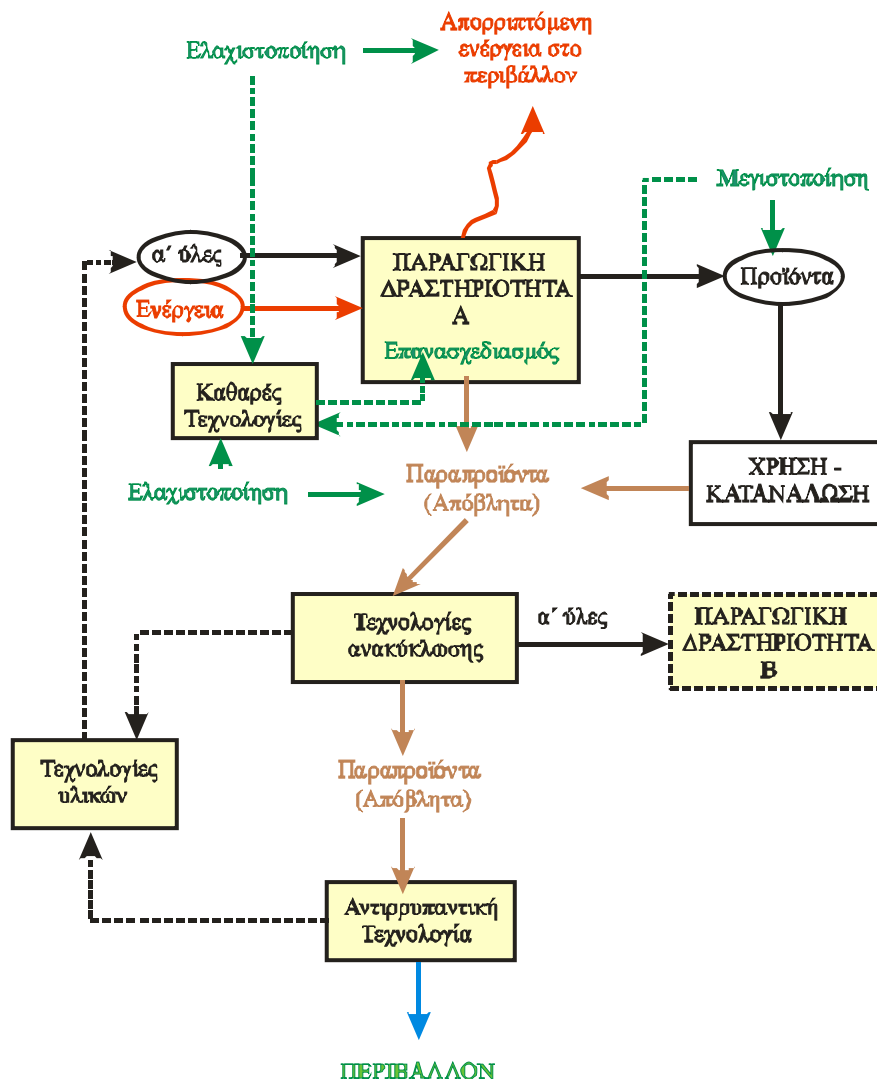 Απορριπτόμενη
ενέργεια στο
περιβάλλον
Ελαχιστοποίηση
Μεγιστοποίηση
α΄ ύλες
Ενέργεια
ΠΑΡΑΓΩΓΙΚΗ
ΔΡΑΣΤΗΡΙΟΤΗΤΑ
Α
Επανασχεδιασμός
Προϊόντα
Καθαρές
Τεχνολογίες
Ελαχιστοποίηση
Παραπροϊόντα
(Απόβλητα)
ΧΡΗΣΗ -
ΚΑΤΑΝΑΛΩΣΗ
Τεχνολογίες
ανακύκλωσης
α΄ ύλες
ΠΑΡΑΓΩΓΙΚΗ
ΔΡΑΣΤΗΡΙΟΤΗΤΑ
Β
Τεχνολογίες
υλικών
Παραπροϊόντα
(Απόβλητα)
Αντιρρυπαντική
Τεχνολογία
ΠΕΡΙΒΑΛΛΟΝ